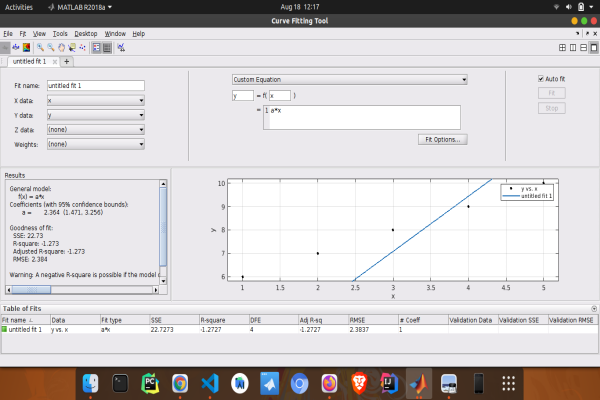 Activities MATLAB R2018a Aug 18 12:17
Curve Fitting Tool
File Fit View Tools Desktop Window Help
untitled fit 1
Fit name: untitled fit 1
X data: x
Y data: y
Z data: (none)
Weights: (none)
Custom Equation
y = f( x )
= 1 a*x
Fit Options...
Auto fit
Fit
Stop
Results
General model:
f(x) = a*x
Coefficients (with 95% confidence bounds):
a = 2.364 (1.471, 3.256)
Goodness of fit:
SSE: 22.73
R-square: -1.273
Adjusted R-square: -1.273
RMSE: 2.384
Warning: A negative R-square is possible if the model
10
9
8
7
6
y
1 1.5 2 2.5 3 3.5 4 4.5 5
x
y vs. x
untitled fit 1
Table of Fits
Fit name Data Fit type SSE R-square DFE Adj R-sq RMSE # Coeff Validation Data Validation SSE Validation RMSE
untitled fit 1 y vs. x a*x 22.7273 -1.2727 4 -1.2727 2.3837 1